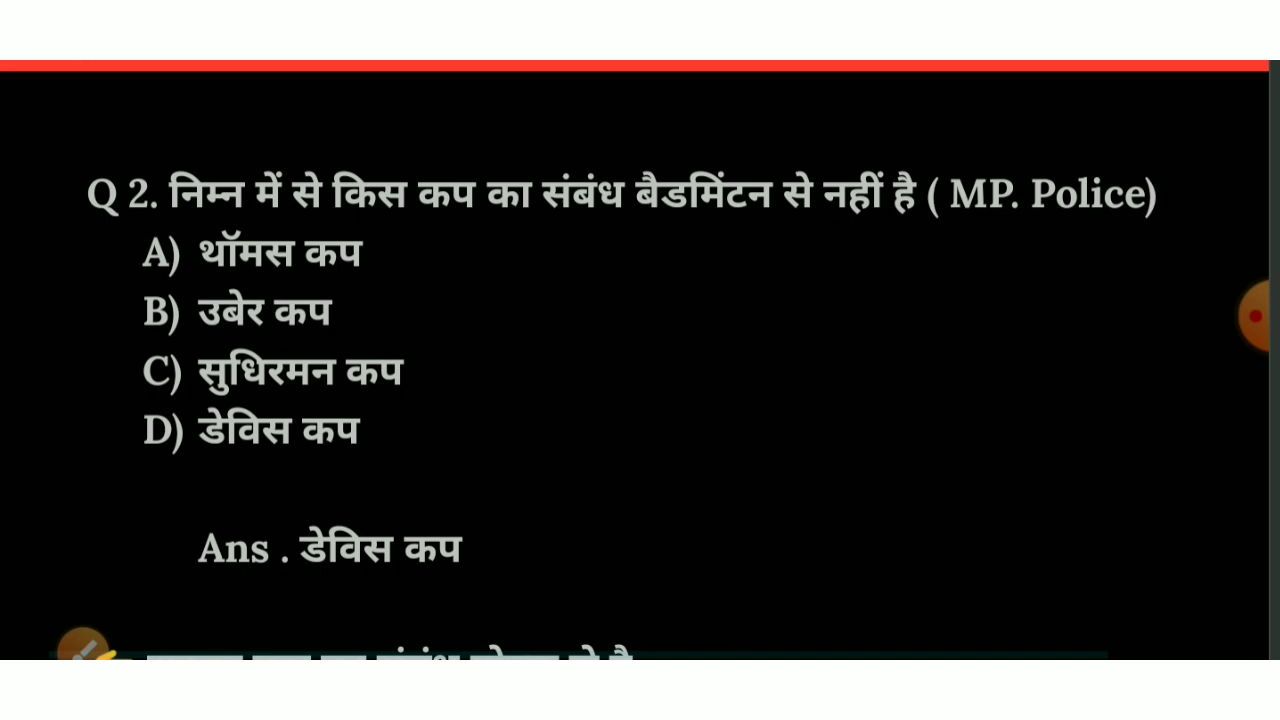 Q 2. निम्न में से किस कप का संबंध बैडमिंटन से नहीं है ( MP. Police)
A) थॉमस कप
B) उबेर कप
C) सुधिरमन कप
D) डेविस कप
Ans . डेविस कप